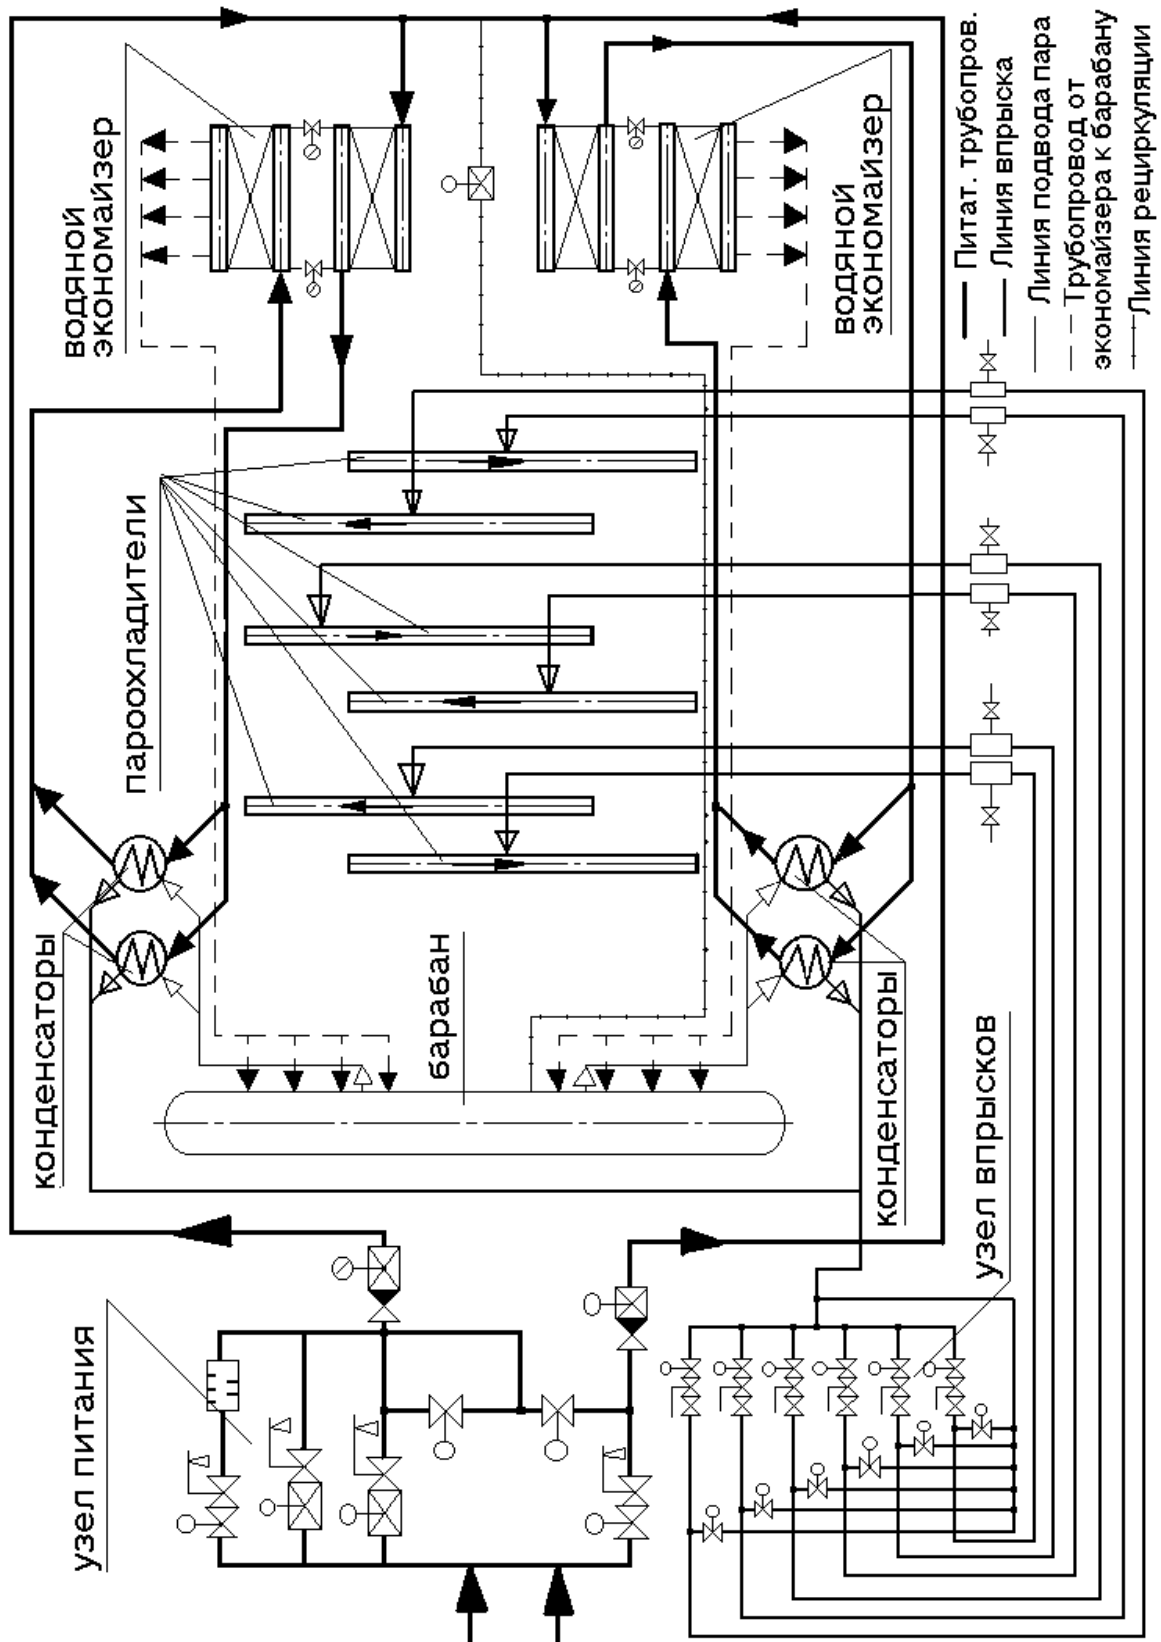 водяной
экономайзер
водяной
экономайзер
Питат. трубопров.
Линия впрыска
Линия подвода пара
Трубопровод от
экономайзера к барабану
Линия рециркуляции
пароохладители
конденсаторы
барабан
конденсаторы
узел впрысков
узел питания